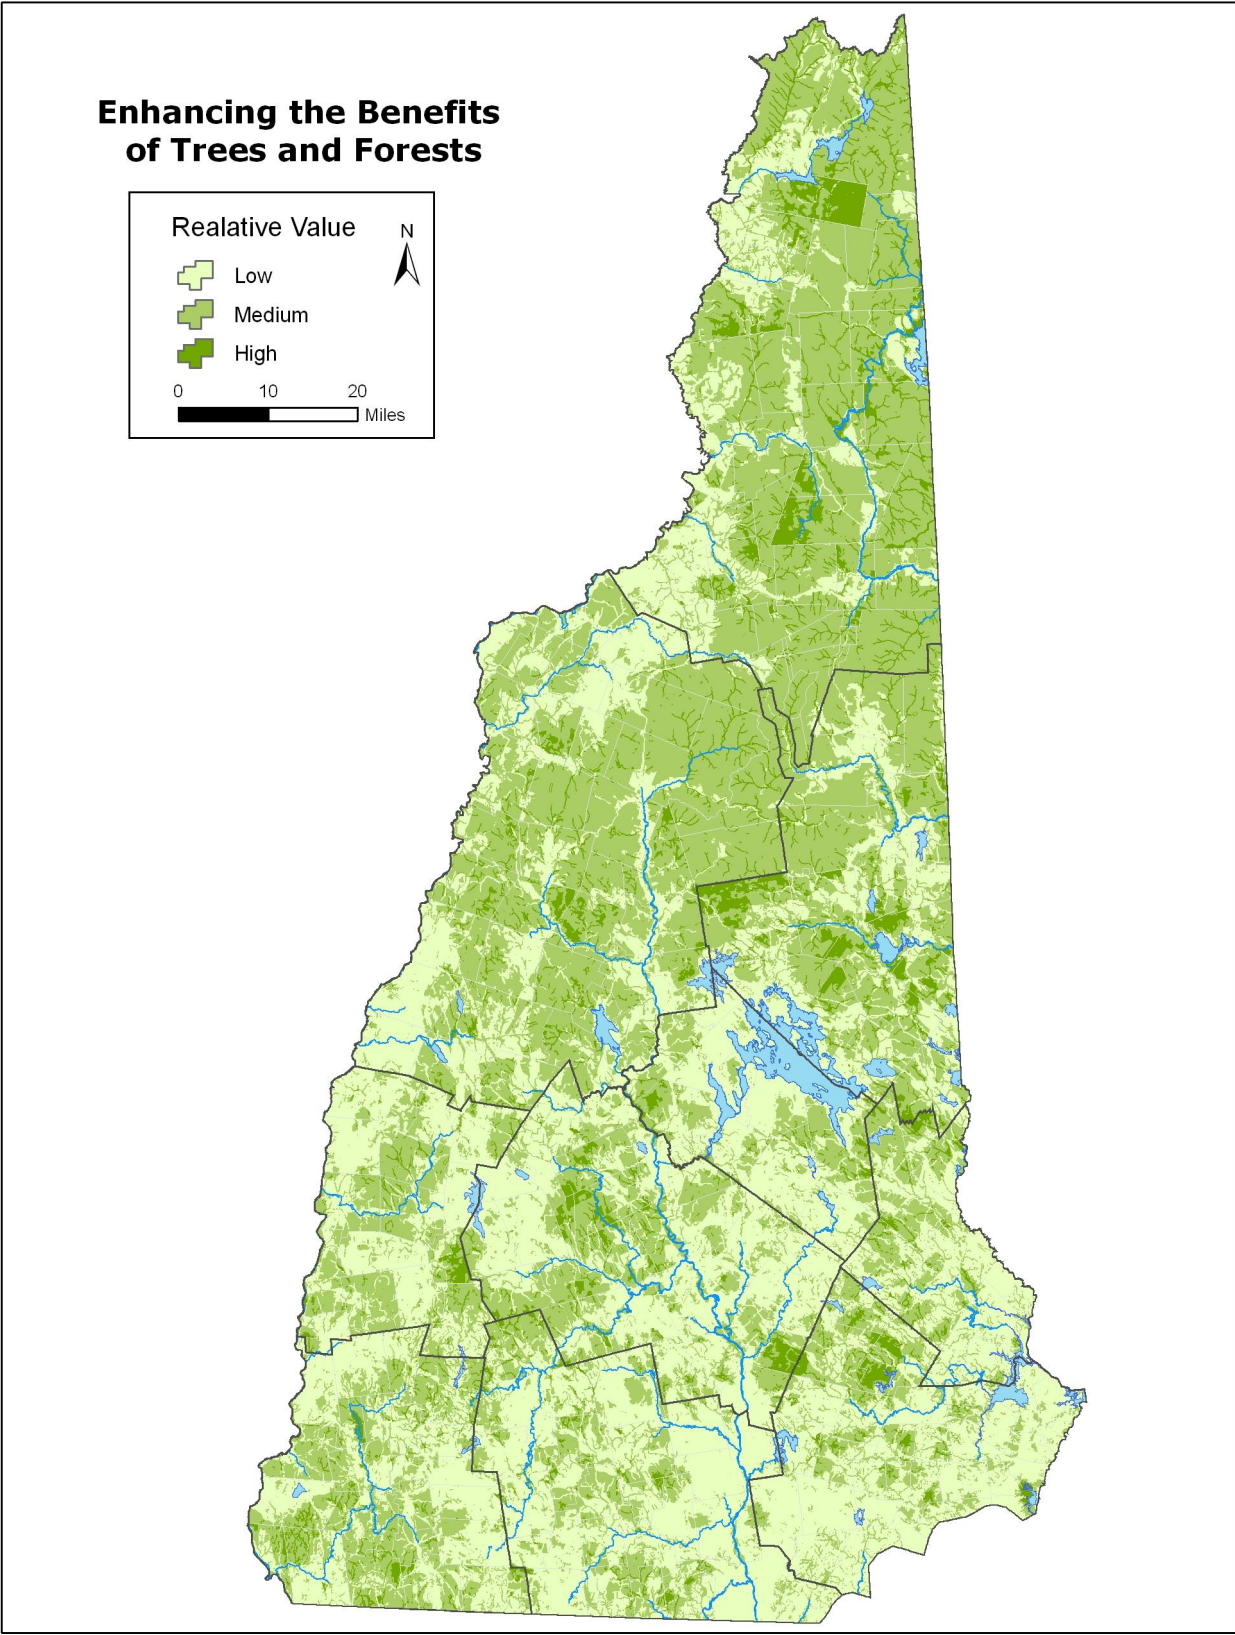 Enhancing the Benefits
of Trees and Forests
Realative Value
N
Low
Medium
High
0 10 20
Miles